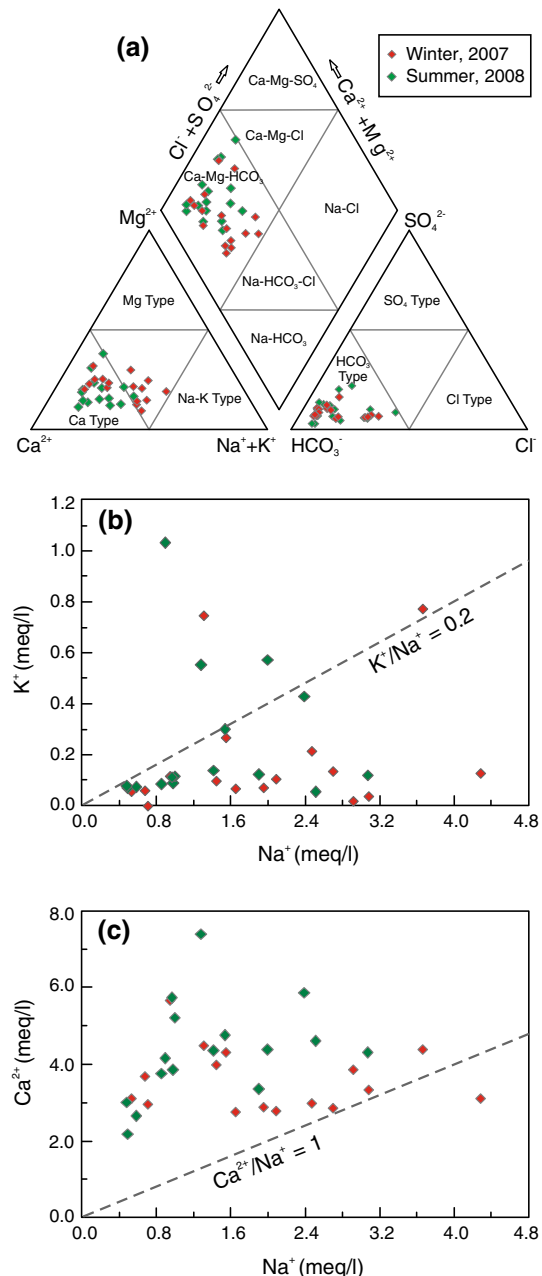 (a)
Winter, 2007
Summer, 2008
Ca-Mg-SO₄
Cl⁻+SO₄²⁻
Ca²⁺+Mg²⁺
Ca-Mg-Cl
Ca-Mg-HCO₃
Na-Cl
Mg²⁺
SO₄²⁻
Na-HCO₃-Cl
Mg Type
SO₄ Type
Na-HCO₃
HCO₃
Type
Na-K Type
Ca Type
Cl Type
Ca²⁺
Na⁺+K⁺
HCO₃⁻
Cl⁻
(b)
1.2
1.0
0.8
0.6
0.4
0.2
0.0
K⁺(meq/l)
K⁺/Na⁺ = 0.2
0.0 0.8 1.6 2.4 3.2 4.0 4.8
Na⁺(meq/l)
(c)
8.0
6.0
4.0
2.0
0.0
Ca²⁺(meq/l)
Ca²⁺/Na⁺ = 1
0.0 0.8 1.6 2.4 3.2 4.0 4.8
Na⁺(meq/l)